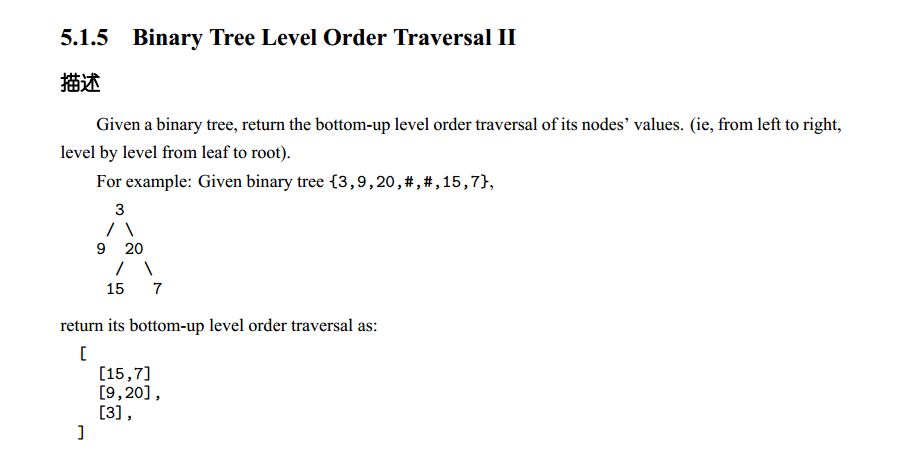 5.1.5 Binary Tree Level Order Traversal II
描述
Given a binary tree, return the bottom-up level order traversal of its nodes’ values. (ie, from left to right,
level by level from leaf to root).
For example: Given binary tree {3,9,20,#,#,15,7},
3
/ \
9 20
/ \
15 7
return its bottom-up level order traversal as:
[
[15,7]
[9,20],
[3],
]